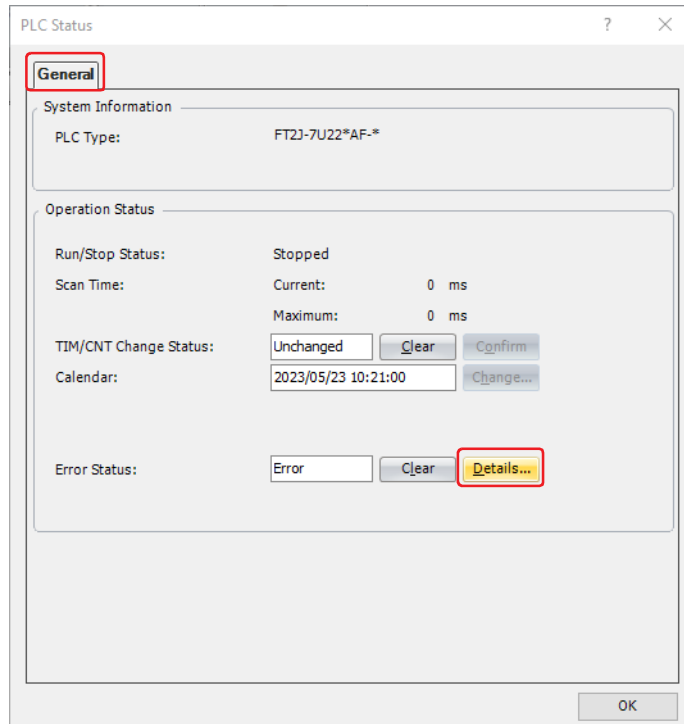 PLC Status ?
General
System Information
PLC Type: FT2J-7U22*AF-*
Operation Status
Run/Stop Status: Stopped
Scan Time: Current: 0 ms
Maximum: 0 ms
TIM/CNT Change Status: Unchanged Clear Confirm
Calendar: 2023/05/23 10:21:00 Change...
Error Status: Error Clear Details...
OK